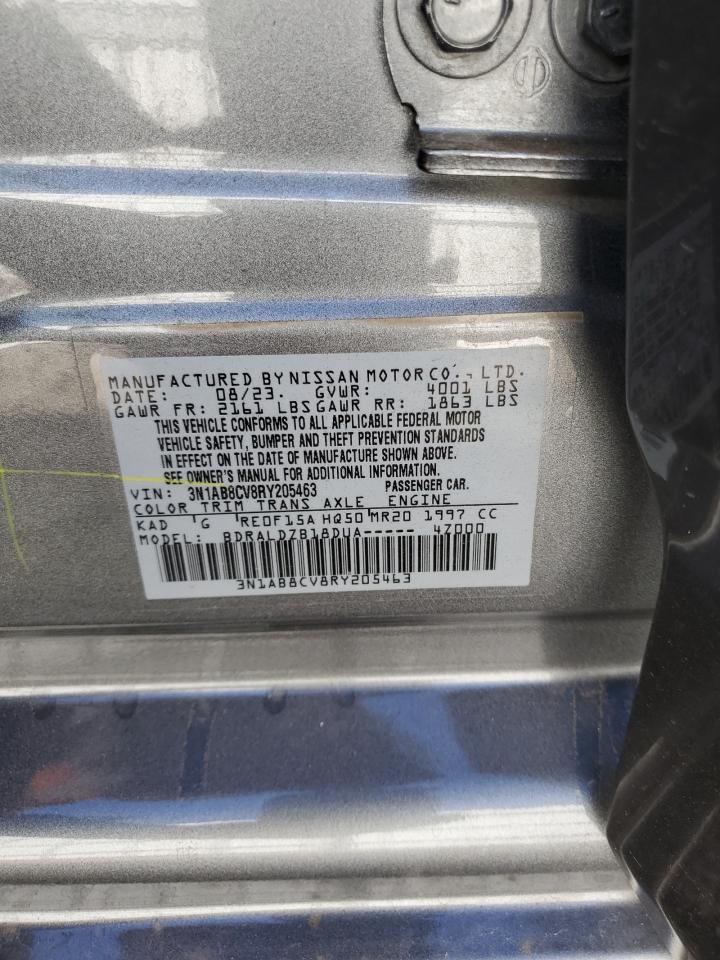 MANUFACTURED BY NISSAN MOTOR CO., LTD.
DATE: 08/23. GVWR: 4001 LBS
GAWR FR: 2161 LBS GAWR RR: 1863 LBS
THIS VEHICLE CONFORMS TO ALL APPLICABLE FEDERAL MOTOR
VEHICLE SAFETY, BUMPER AND THEFT PREVENTION STANDARDS
IN EFFECT ON THE DATE OF MANUFACTURE SHOWN ABOVE.
SEE OWNER'S MANUAL FOR ADDITIONAL INFORMATION.
VIN: 3N1AB8CV8RY205463 PASSENGER CAR.
COLOR TRIM TRANS AXLE ENGINE
KAD G RE0F15A HQ50 MR20 1997 CC
MODEL: BDRALDZB18DUA----- 4Z000
3N1AB8CV8RY205463